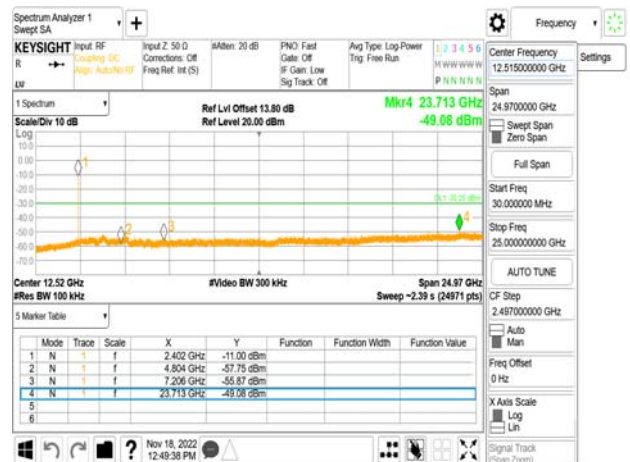 Spectrum Analyzer 1
Swept SA
+
Frequency
KEYSIGHT
Input: RF
Coupling: DC
Align: Auto/No RF
Input Z: 50 Ω
Corrections: Off
Freq Ref: Int (S)
#Atten: 20 dB
PNO: Fast
Gate: Off
IF Gain: Low
Sig Track: Off
Avg Type: Log-Power
Trig: Free Run
1 2 3 4 5 6
M W W W W W
P N N N N N
R
LW
Center Frequency
12.515000000 GHz
Settings
1 Spectrum
Scale/Div 10 dB
Ref Lvl Offset 13.80 dB
Ref Level 20.00 dBm
Mkr4 23.713 GHz
-49.08 dBm
Span
24.9700000 GHz
Swept Span
Zero Span
Full Span
Start Freq
30.000000 MHz
Stop Freq
25.000000000 GHz
AUTO TUNE
CF Step
2.497000000 GHz
Auto
Man
Freq Offset
0 Hz
X Axis Scale
Log
Lin
Signal Track
(Span Zoom)
Log
10.0
0.00
-10.0
-20.0
-30.0
-40.0
-50.0
-60.0
-70.0
1
2
3
4
Center 12.52 GHz
#Video BW 300 kHz
Span 24.97 GHz
#Res BW 100 kHz
Sweep ~2.39 s (24971 pts)
5 Marker Table
Mode Trace Scale X Y Function Function Width Function Value
1 N 1 f 2.402 GHz -11.00 dBm
2 N 1 f 4.804 GHz -57.75 dBm
3 N 1 f 7.206 GHz -55.87 dBm
4 N 1 f 23.713 GHz -49.08 dBm
5
6
?
Nov 18, 2022
12:49:38 PM